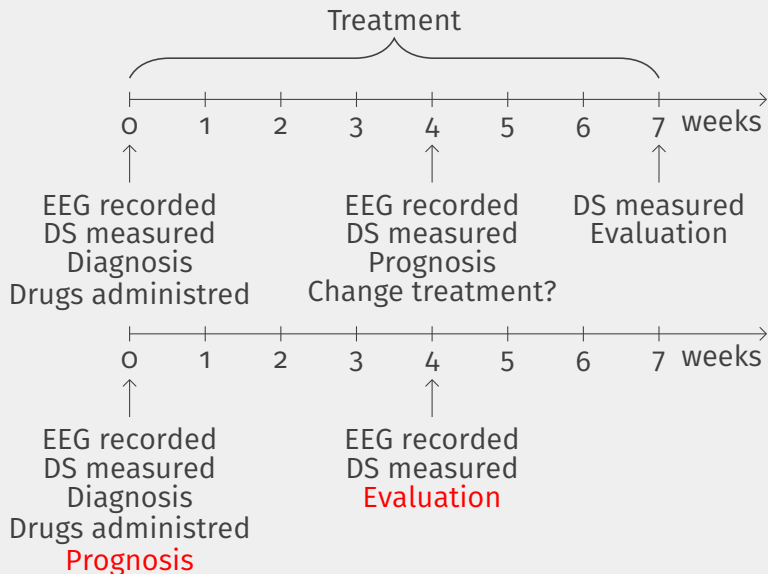 Treatment
0 1 2 3 4 5 6 7 weeks
EEG recorded EEG recorded DS measured
DS measured DS measured Evaluation
Diagnosis Prognosis
Drugs administred Change treatment?
0 1 2 3 4 5 6 7 weeks
EEG recorded EEG recorded
DS measured DS measured
Diagnosis Evaluation
Drugs administred
Prognosis